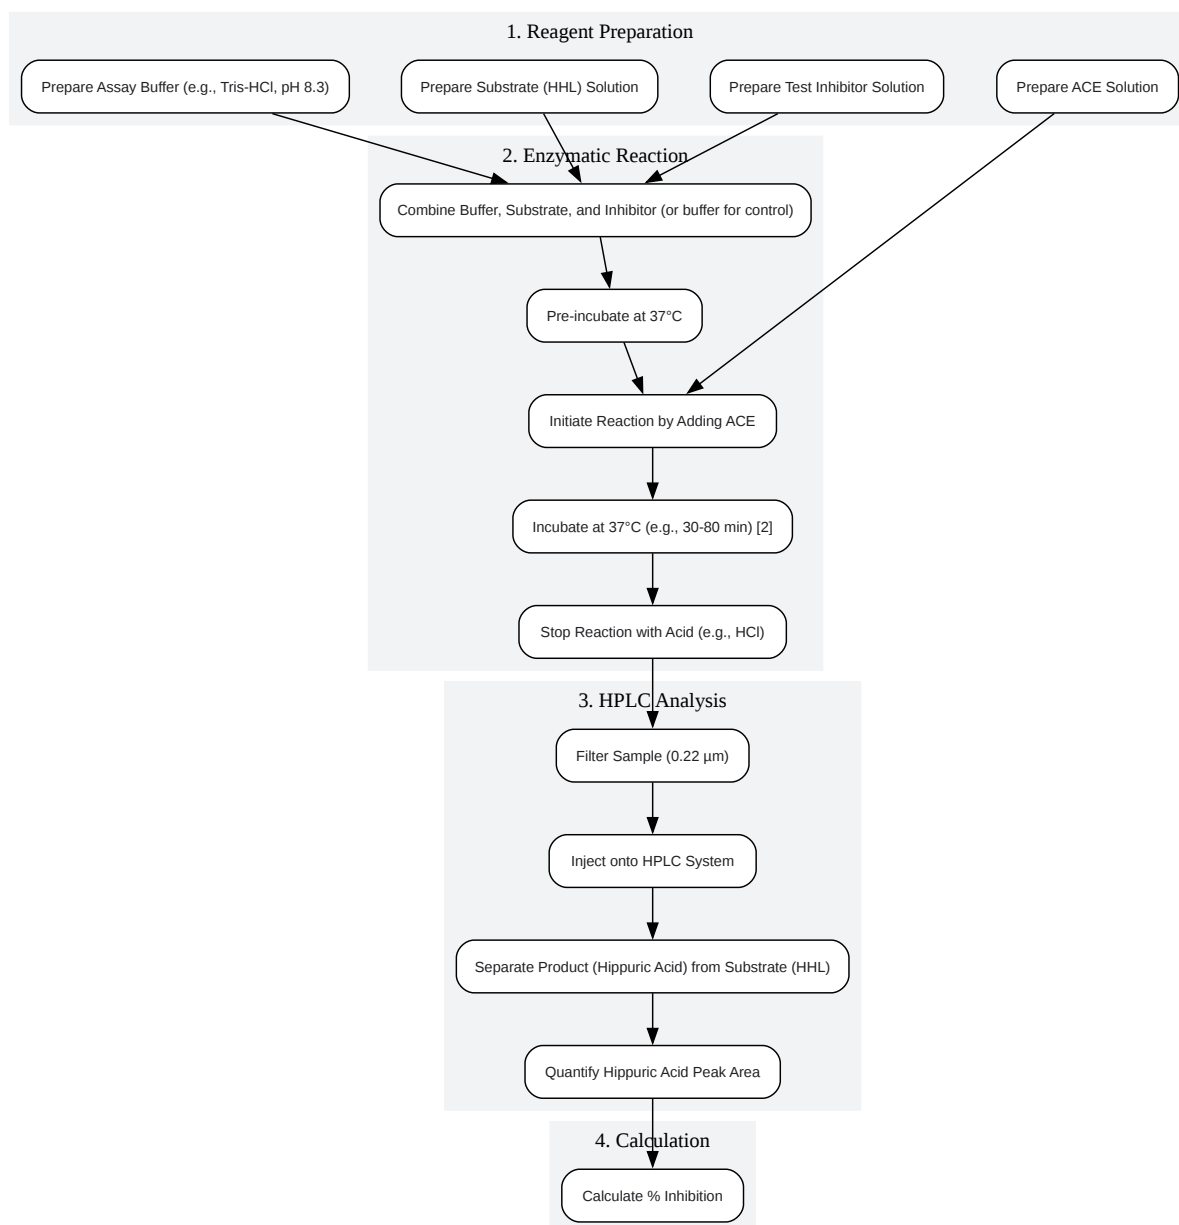 1. Reagent Preparation
Prepare Assay Buffer (e.g., Tris-HCl, pH 8.3)
Prepare Substrate (HHL) Solution
Prepare Test Inhibitor Solution
Prepare ACE Solution
2. Enzymatic Reaction
Combine Buffer, Substrate, and Inhibitor (or buffer for control)
Pre-incubate at 37°C
Initiate Reaction by Adding ACE
Incubate at 37°C (e.g., 30-80 min) [2]
Stop Reaction with Acid (e.g., HCl)
3. HPLC Analysis
Filter Sample (0.22 µm)
Inject onto HPLC System
Separate Product (Hippuric Acid) from Substrate (HHL)
Quantify Hippuric Acid Peak Area
4. Calculation
Calculate % Inhibition